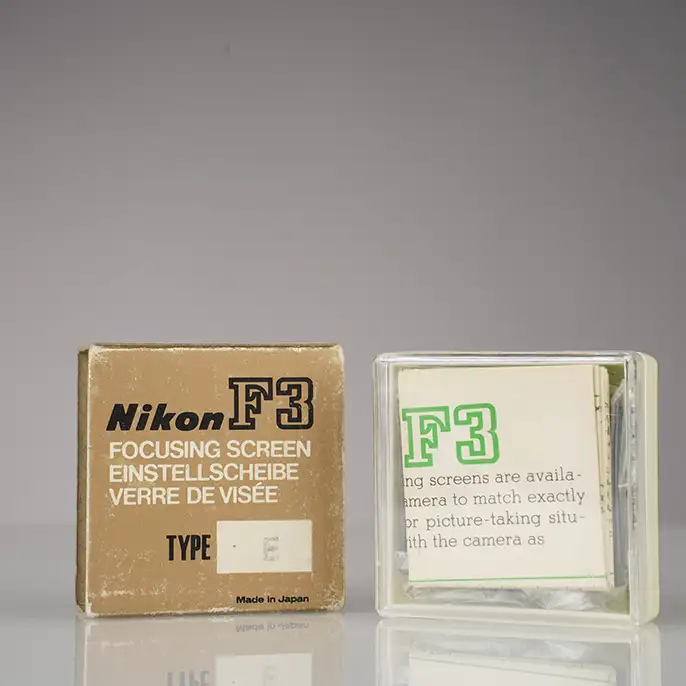 Nikon F3
FOCUSING SCREEN
EINSTELLSCHEIBE
VERRE DE VISÉE
TYPE E
Made in Japan
F3
ing screens are availa-
amera to match exactly
or picture-taking situ-
ith the camera as